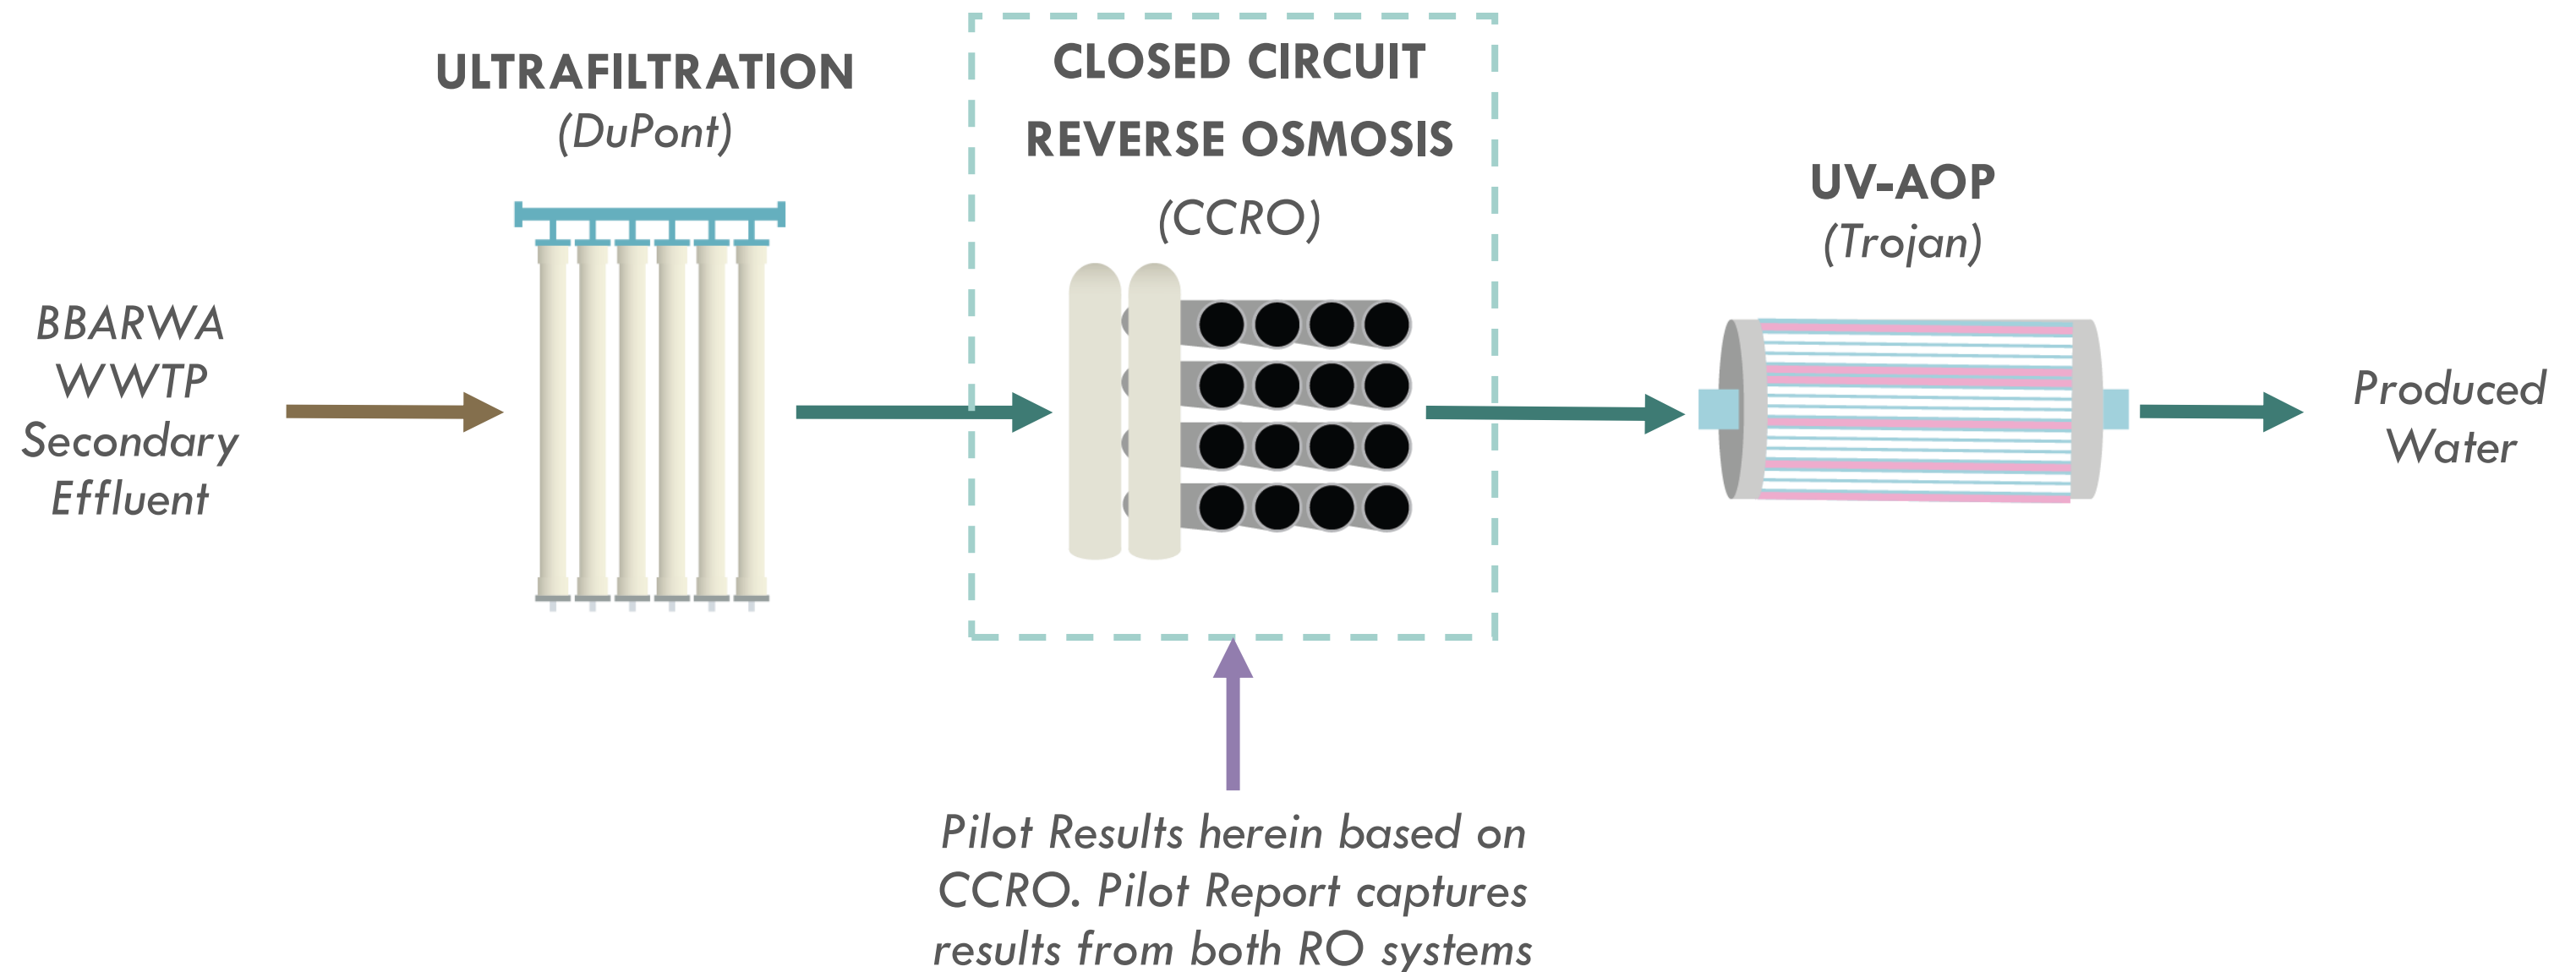 ULTRAFILTRATION
(DuPont)
CLOSED CIRCUIT
REVERSE OSMOSIS
(CCRO)
UV-AOP
(Trojan)
BBARWA
WWTP
Secondary
Effluent
Produced
Water
Pilot Results herein based on
CCRO. Pilot Report captures
results from both RO systems